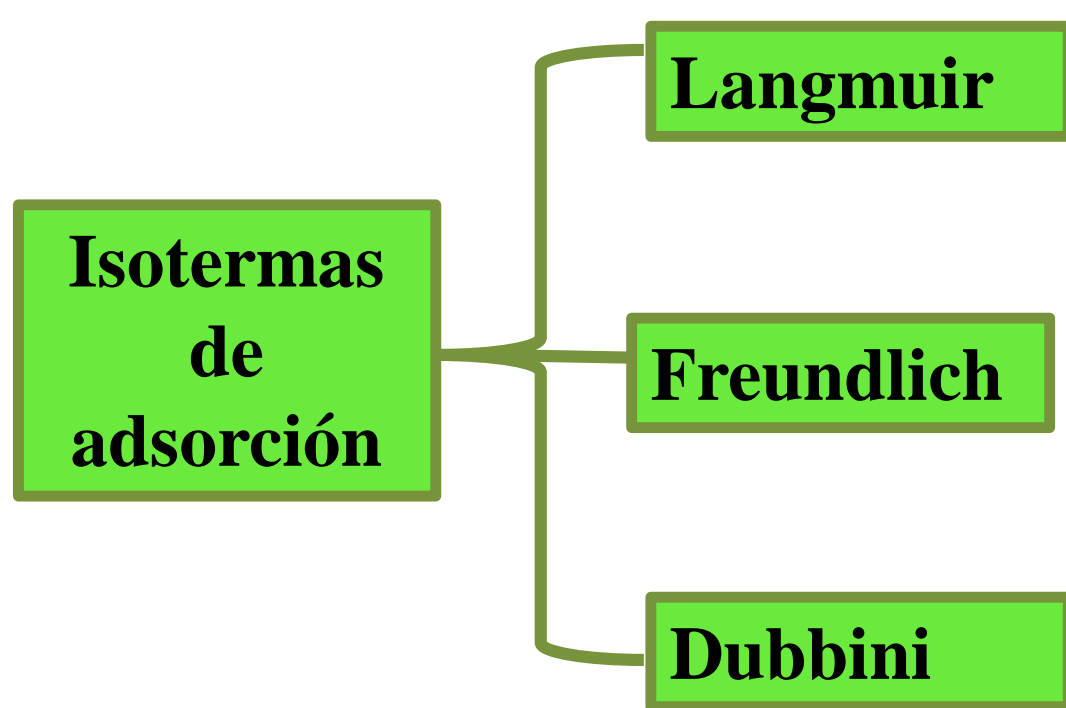 Langmuir
Isotermas
de
adsorción
Freundlich
Dubbini